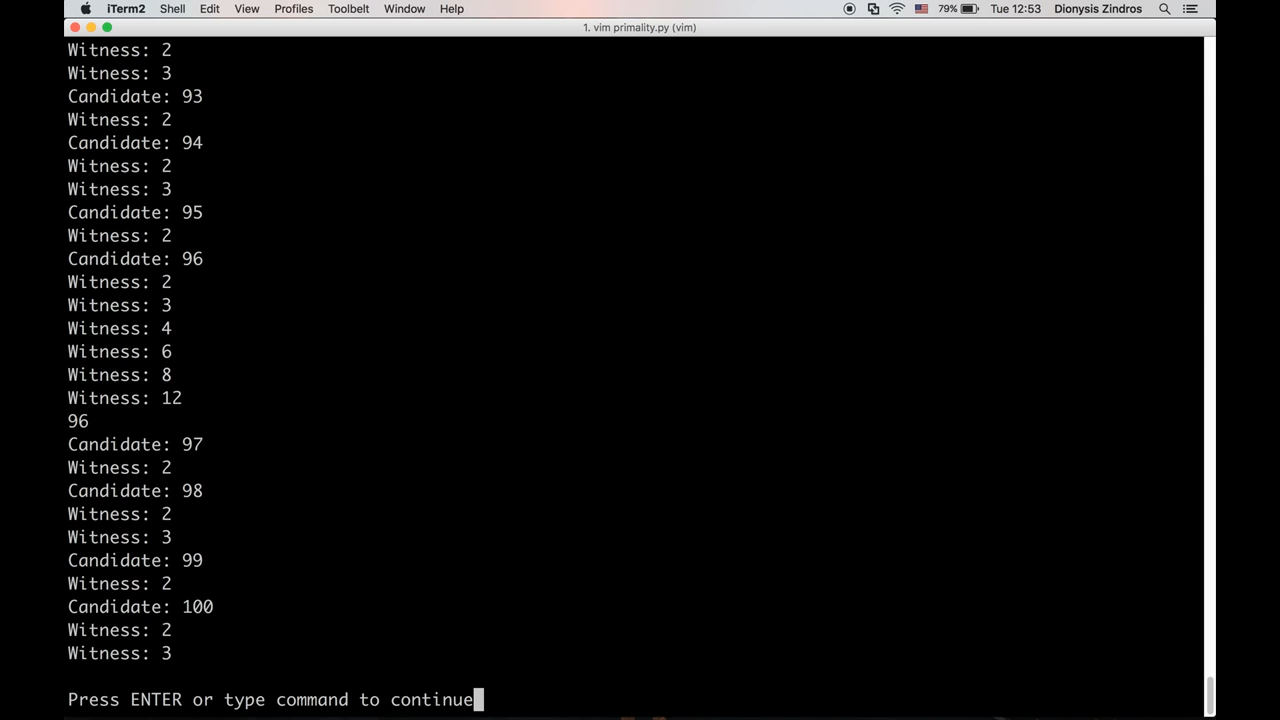 iTerm2 Shell Edit View Profiles Toolbelt Window Help 79% Tue 12:53 Dionysis Zindros
1. vim primality.py (vim)
Witness: 2
Witness: 3
Candidate: 93
Witness: 2
Candidate: 94
Witness: 2
Witness: 3
Candidate: 95
Witness: 2
Candidate: 96
Witness: 2
Witness: 3
Witness: 4
Witness: 6
Witness: 8
Witness: 12
96
Candidate: 97
Witness: 2
Candidate: 98
Witness: 2
Witness: 3
Candidate: 99
Witness: 2
Candidate: 100
Witness: 2
Witness: 3
Press ENTER or type command to continue